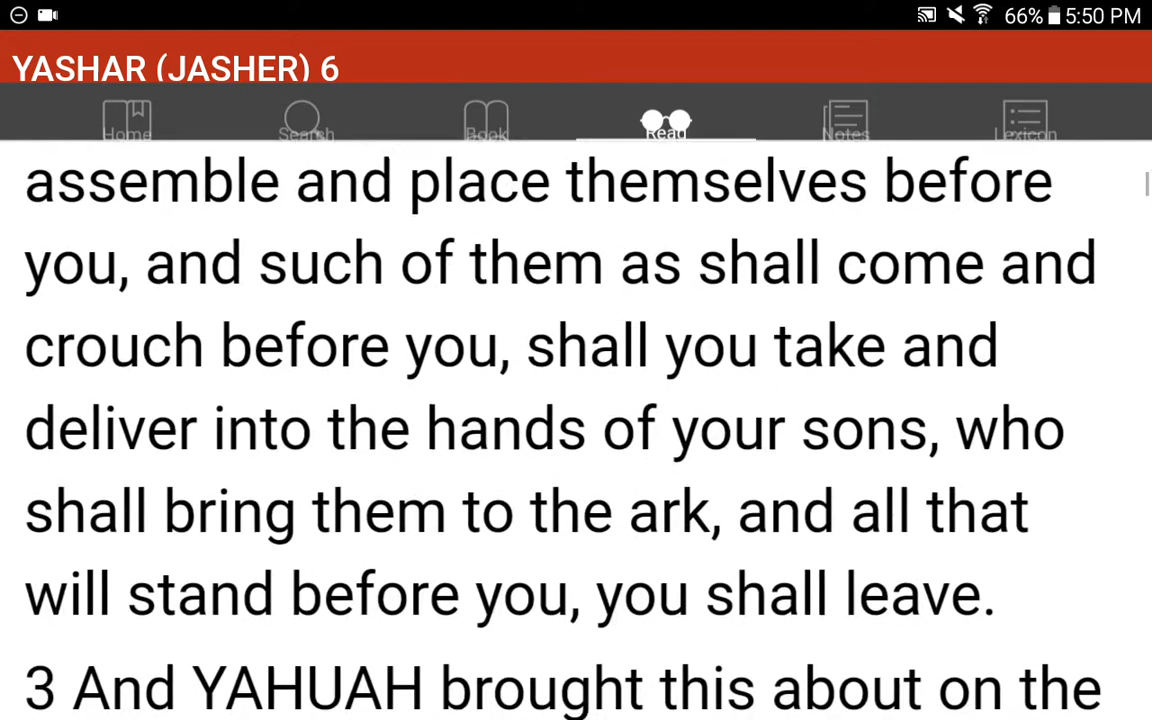 66% 5:50 PM
YASHAR (JASHER) 6
Home Search Book Read Notes Lexicon
assemble and place themselves before
you, and such of them as shall come and
crouch before you, shall you take and
deliver into the hands of your sons, who
shall bring them to the ark, and all that
will stand before you, you shall leave.
3 And YAHUAH brought this about on the